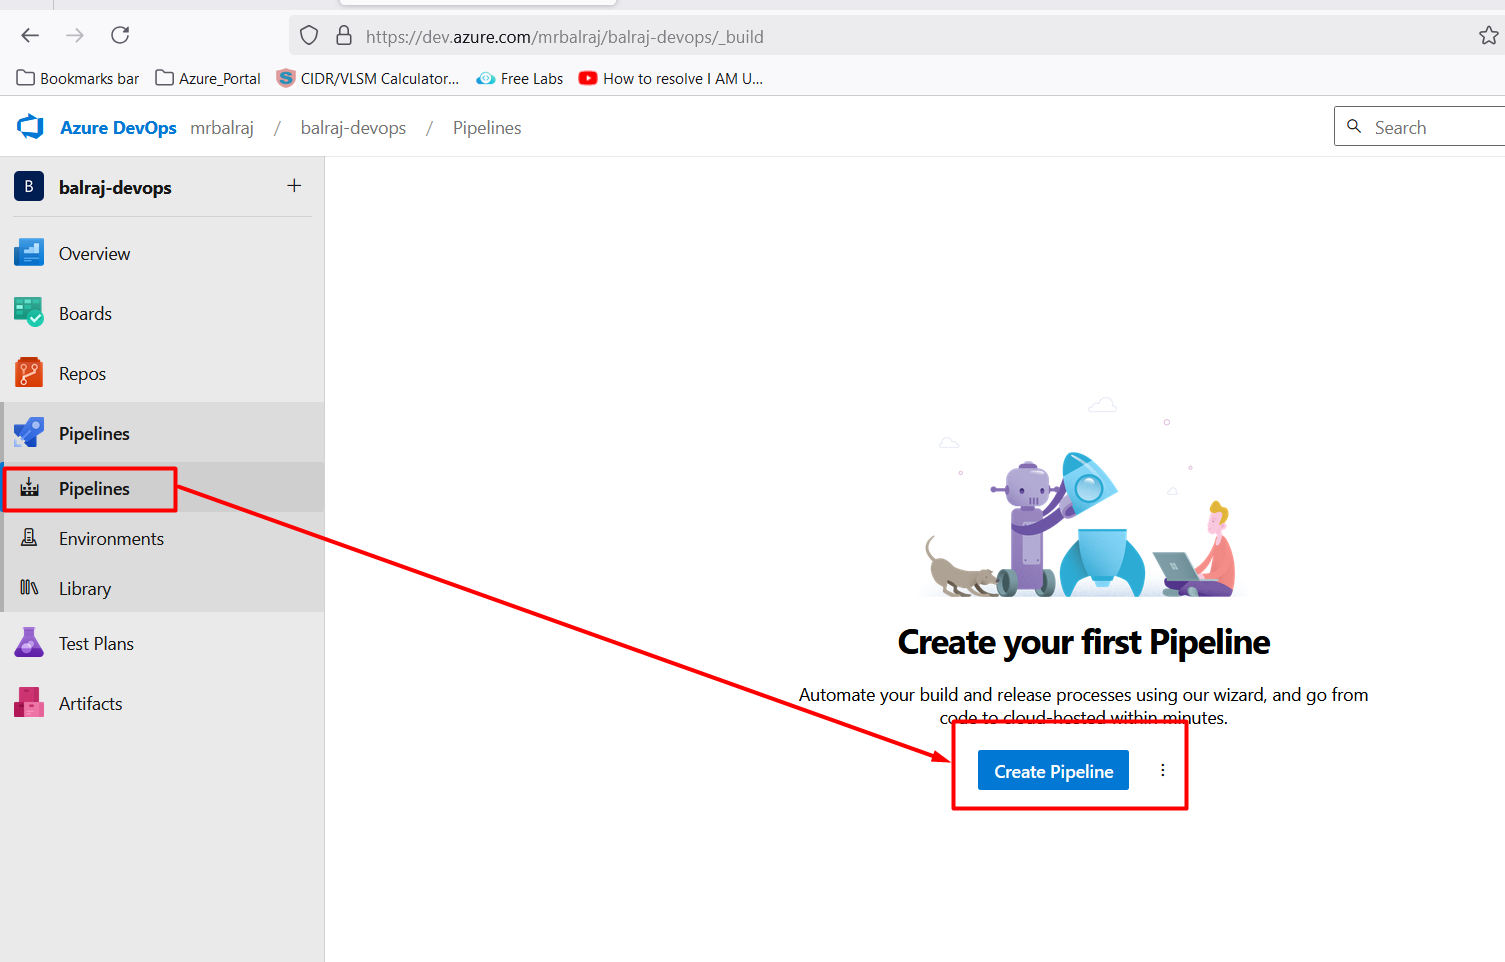 https://dev.azure.com/mrbalraj/balraj-devops/_build
Bookmarks bar Azure_Portal CIDR/VLSM Calculator... Free Labs How to resolve I AM U...
Azure DevOps mrbalraj / balraj-devops / Pipelines Search
B balraj-devops +
Overview
Boards
Repos
Pipelines
Pipelines
Environments
Library
Test Plans
Artifacts
Create your first Pipeline
Automate your build and release processes using our wizard, and go from
code to cloud-hosted within minutes.
Create Pipeline